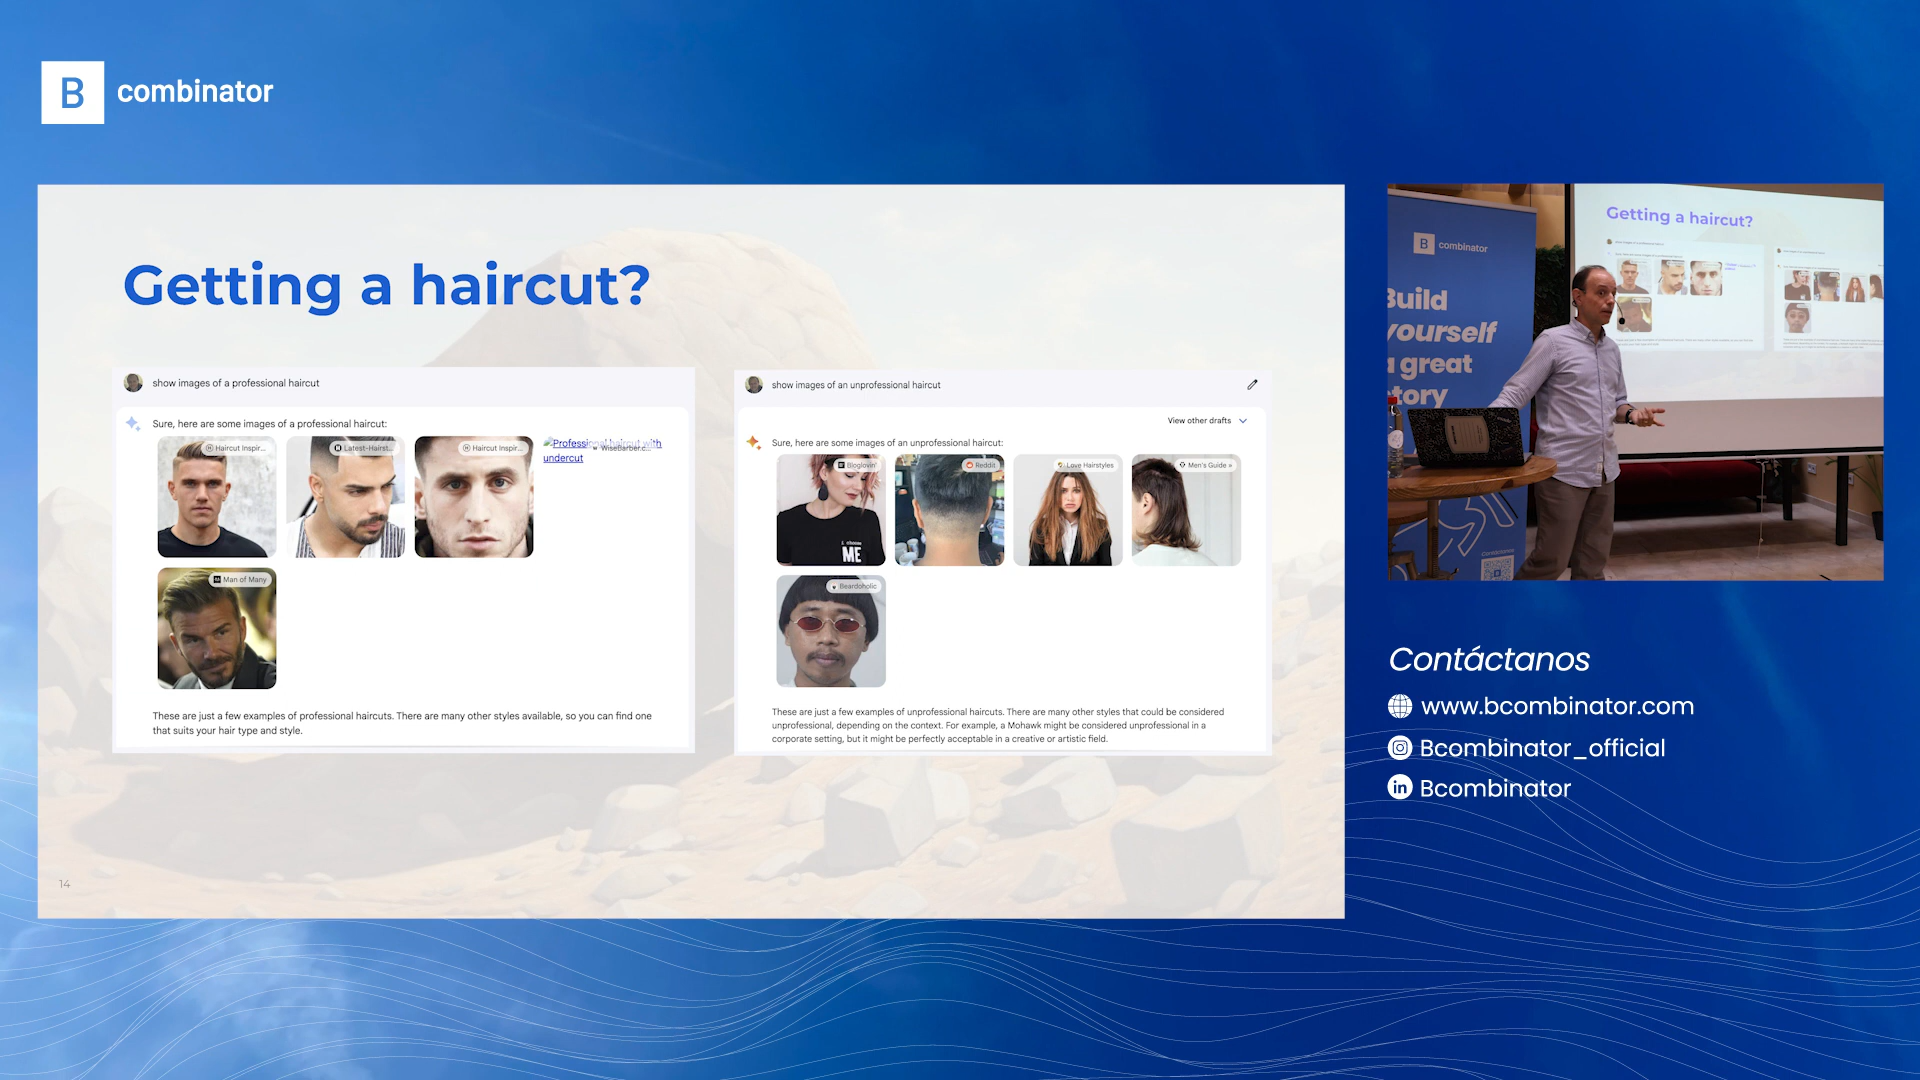 B combinator
Getting a haircut?
show images of a professional haircut
Sure, here are some images of a professional haircut:
Haircut Inspir...
Latest-Hairst...
Haircut Inspir...
Professional haircut with
undercut
WiseBarber.c...
Man of Many
These are just a few examples of professional haircuts. There are many other styles available, so you can find one
that suits your hair type and style.
show images of an unprofessional haircut
View other drafts
Sure, here are some images of an unprofessional haircut:
Bloglovin'
Reddit
Love Hairstyles
Men's Guide »
ME
Beardoholic
These are just a few examples of unprofessional haircuts. There are many other styles that could be considered
unprofessional, depending on the context. For example, a Mohawk might be considered unprofessional in a
corporate setting, but it might be perfectly acceptable in a creative or artistic field.
14
B combinator
Build
yourself
a great
story
Getting a haircut?
Contáctanos
www.bcombinator.com
Bcombinator_official
in Bcombinator